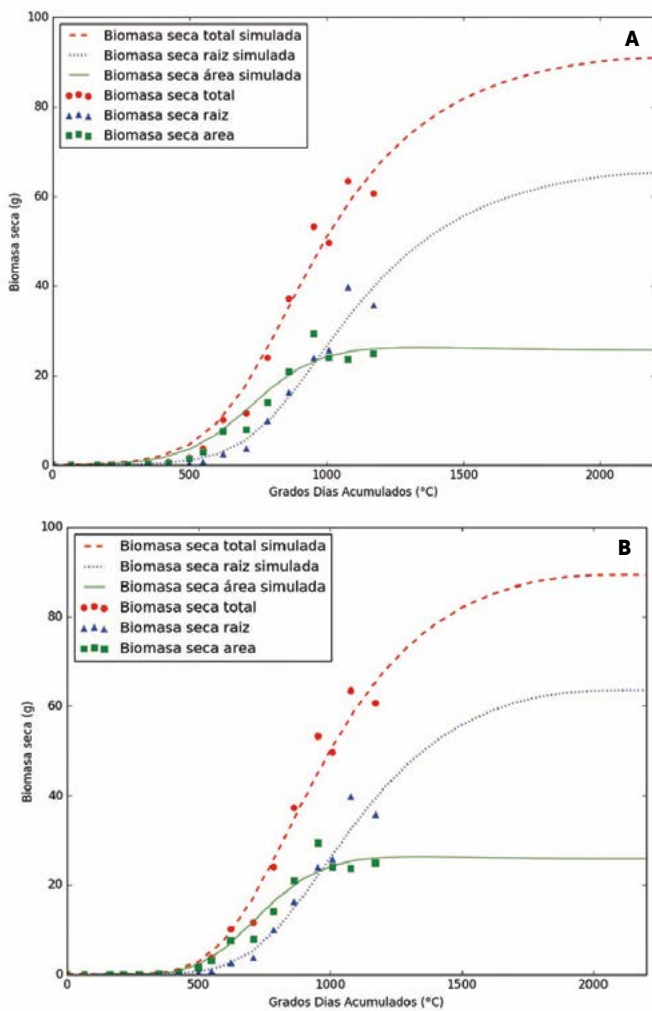 A
Biomasa seca total simulada
Biomasa seca raiz simulada
Biomasa seca área simulada
Biomasa seca total
Biomasa seca raiz
Biomasa seca area
Biomasa seca (g)
100
80
60
40
20
0
0 500 1000 1500 2000
Grados Dias Acumulados (°C)
B
Biomasa seca total simulada
Biomasa seca raiz simulada
Biomasa seca área simulada
Biomasa seca total
Biomasa seca raiz
Biomasa seca area
Biomasa seca (g)
100
80
60
40
20
0
0 500 1000 1500 2000
Grados Dias Acumulados (°C)